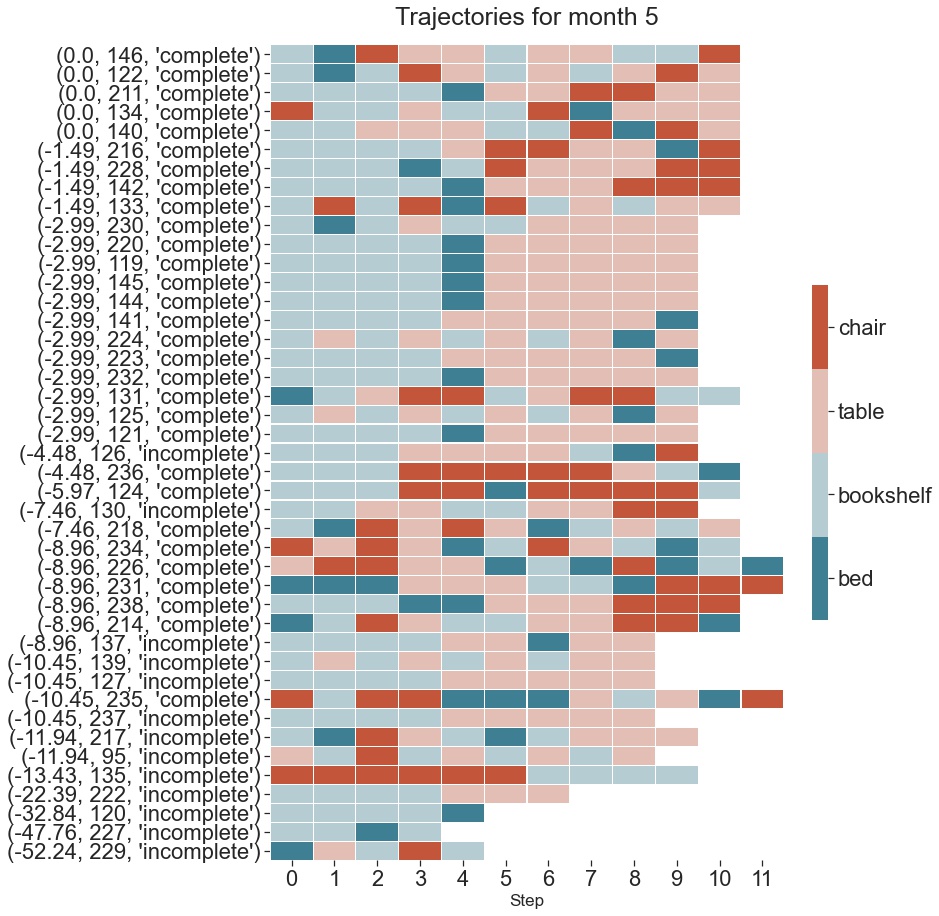 Trajectories for month 5
(0.0, 146, 'complete')
(0.0, 122, 'complete')
(0.0, 211, 'complete')
(0.0, 134, 'complete')
(0.0, 140, 'complete')
(-1.49, 216, 'complete')
(-1.49, 228, 'complete')
(-1.49, 142, 'complete')
(-1.49, 133, 'complete')
(-2.99, 230, 'complete')
(-2.99, 220, 'complete')
(-2.99, 119, 'complete')
(-2.99, 145, 'complete')
(-2.99, 144, 'complete')
(-2.99, 141, 'complete')
(-2.99, 224, 'complete')
(-2.99, 223, 'complete')
(-2.99, 232, 'complete')
(-2.99, 131, 'complete')
(-2.99, 125, 'complete')
(-2.99, 121, 'complete')
(-4.48, 126, 'incomplete')
(-4.48, 236, 'complete')
(-5.97, 124, 'complete')
(-7.46, 130, 'incomplete')
(-7.46, 218, 'complete')
(-8.96, 234, 'complete')
(-8.96, 226, 'complete')
(-8.96, 231, 'complete')
(-8.96, 238, 'complete')
(-8.96, 214, 'complete')
(-8.96, 137, 'incomplete')
(-10.45, 139, 'incomplete')
(-10.45, 127, 'incomplete')
(-10.45, 235, 'complete')
(-10.45, 237, 'incomplete')
(-11.94, 217, 'incomplete')
(-11.94, 95, 'incomplete')
(-13.43, 135, 'incomplete')
(-22.39, 222, 'incomplete')
(-32.84, 120, 'incomplete')
(-47.76, 227, 'incomplete')
(-52.24, 229, 'incomplete')
0 1 2 3 4 5 6 7 8 9 10 11
Step
chair
table
bookshelf
bed